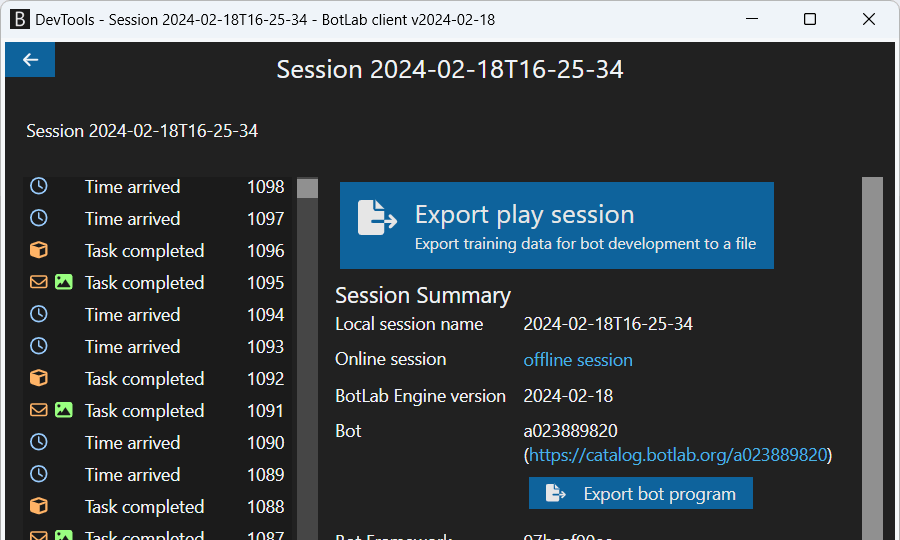 B DevTools - Session 2024-02-18T16-25-34 - BotLab client v2024-02-18
Session 2024-02-18T16-25-34
Session 2024-02-18T16-25-34
Time arrived 1098
Time arrived 1097
Task completed 1096
Task completed 1095
Time arrived 1094
Time arrived 1093
Task completed 1092
Task completed 1091
Time arrived 1090
Time arrived 1089
Task completed 1088
Task completed 1087
Export play session
Export training data for bot development to a file
Session Summary
Local session name 2024-02-18T16-25-34
Online session offline session
BotLab Engine version 2024-02-18
Bot a023889820
(https://catalog.botlab.org/a023889820)
Export bot program
Bot Framework